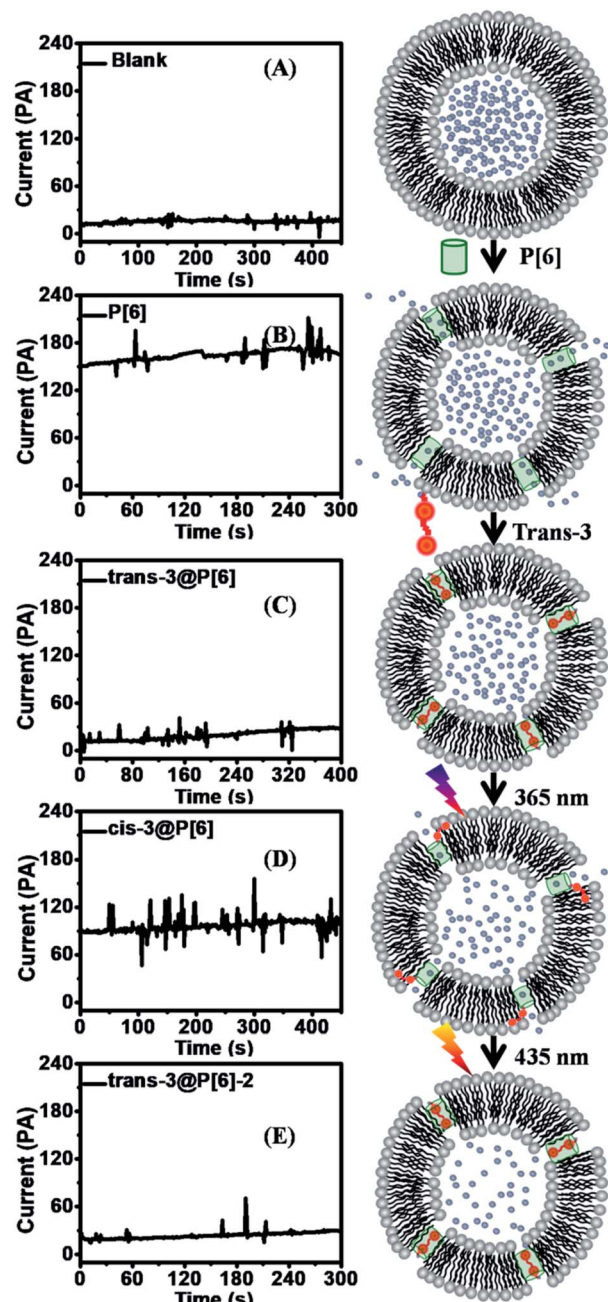 240
180
120
60
0
Current (PA)
Blank
(A)
0 100 200 300 400
Time (s)
P[6]
240
180
120
60
0
Current (PA)
P[6]
(B)
0 60 120 180 240 300
Time (s)
Trans-3
240
180
120
60
0
Current (PA)
trans-3@P[6]
(C)
0 80 160 240 320 400
Time (s)
365 nm
240
180
120
60
0
Current (PA)
cis-3@P[6]
(D)
0 100 200 300 400
Time (s)
435 nm
240
180
120
60
0
Current (PA)
trans-3@P[6]-2
(E)
0 60 120 180 240 300
Time (s)